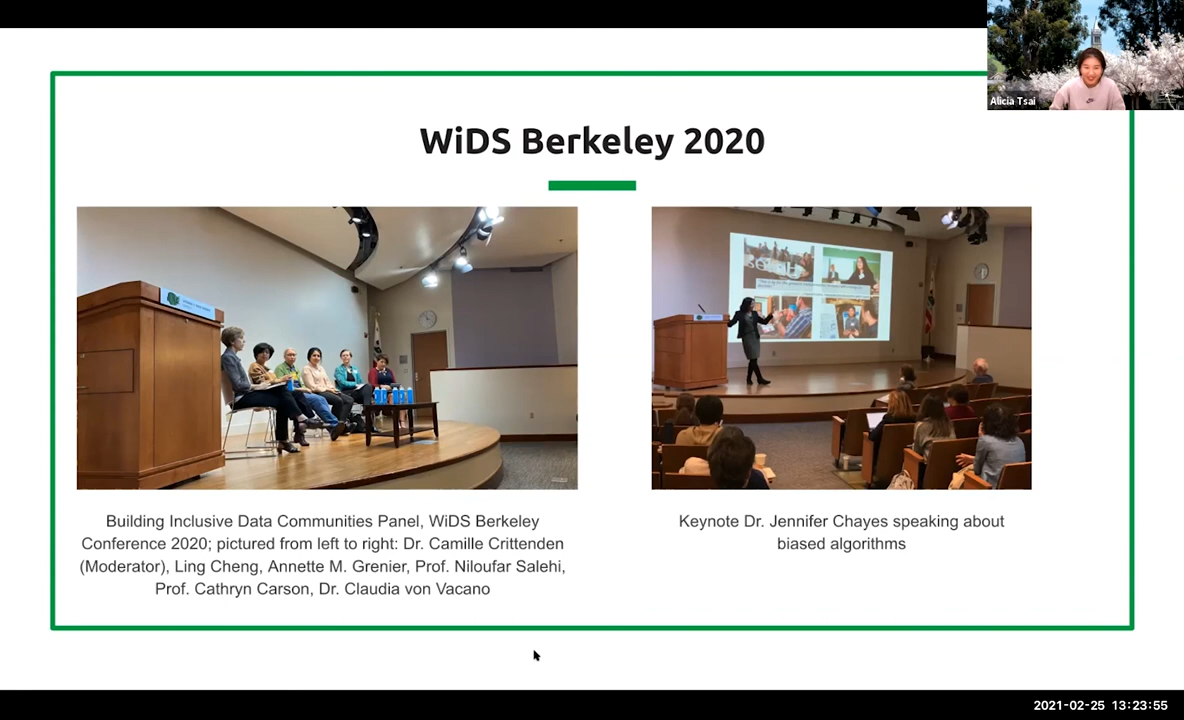 Alicia Tsai
WiDS Berkeley 2020
Building Inclusive Data Communities Panel, WiDS Berkeley
Conference 2020; pictured from left to right: Dr. Camille Crittenden
(Moderator), Ling Cheng, Annette M. Grenier, Prof. Niloufar Salehi,
Prof. Cathryn Carson, Dr. Claudia von Vacano
Keynote Dr. Jennifer Chayes speaking about
biased algorithms
2021-02-25 13:23:55